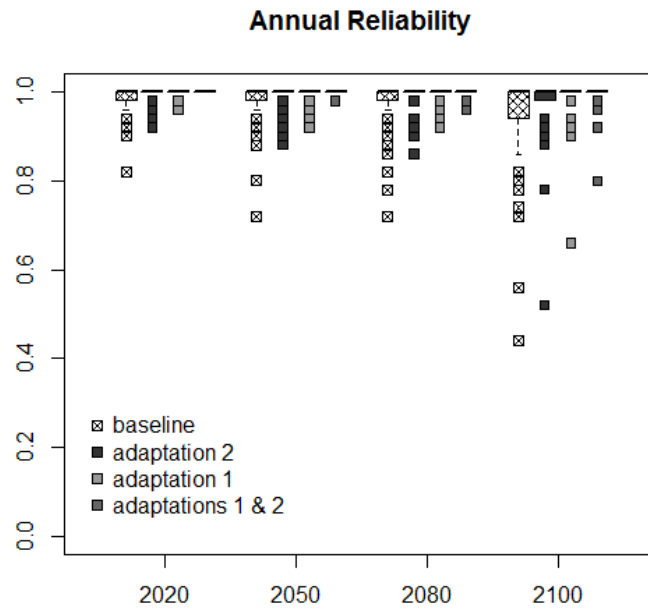 Annual Reliability
1.0
0.8
0.6
0.4
0.2
0.0
baseline
adaptation 2
adaptation 1
adaptations 1 & 2
2020 2050 2080 2100